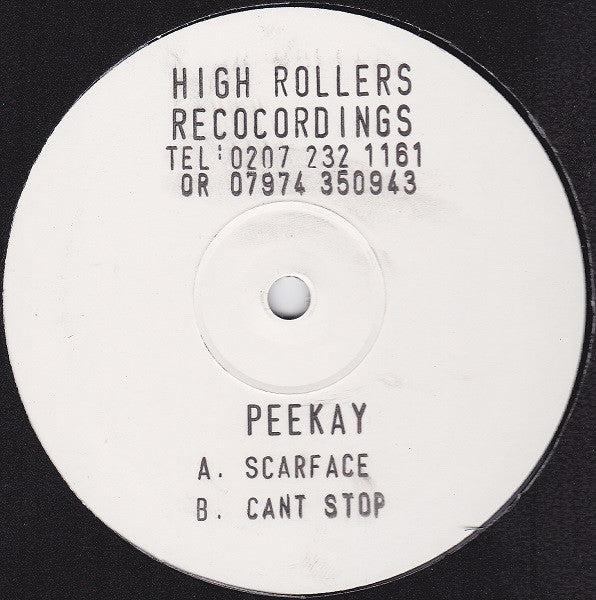 HIGH ROLLERS
RECOCORDINGS
TEL: 0207 232 1161
OR 07974 350943
PEEKAY
A. SCARFACE
B. CANT STOP